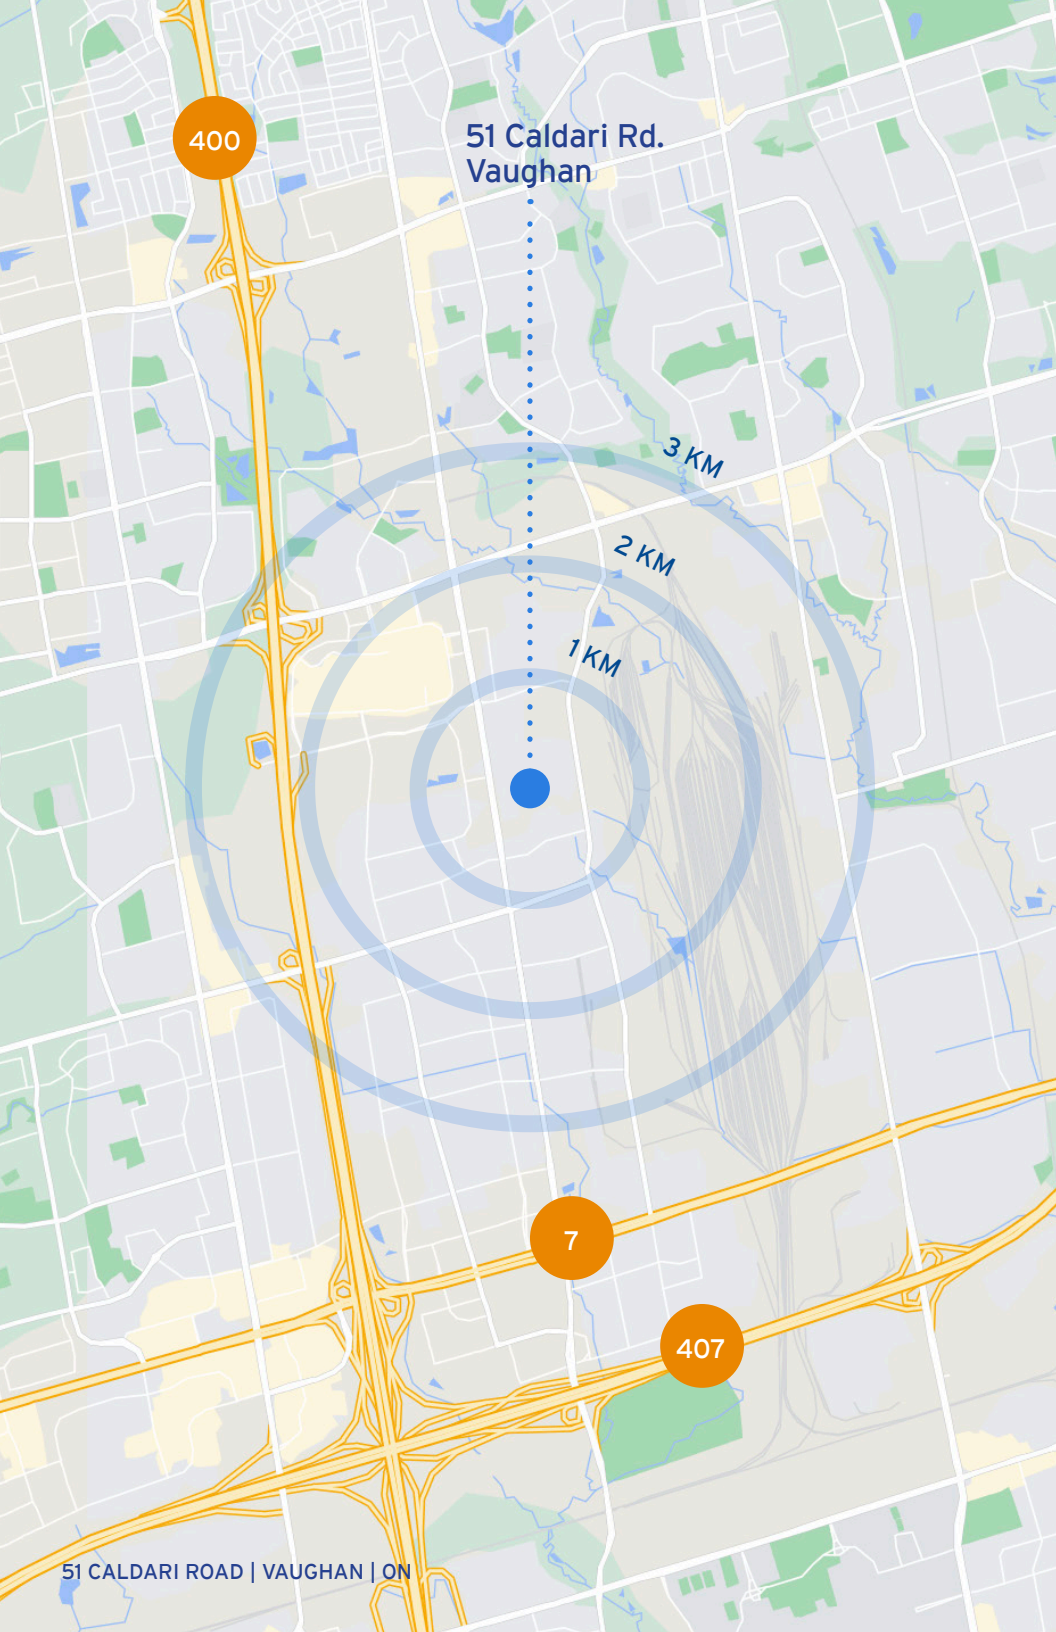 400
51 Caldari Rd.
Vaughan
3 KM
2 KM
1 KM
7
407
51 CALDARI ROAD | VAUGHAN | ON